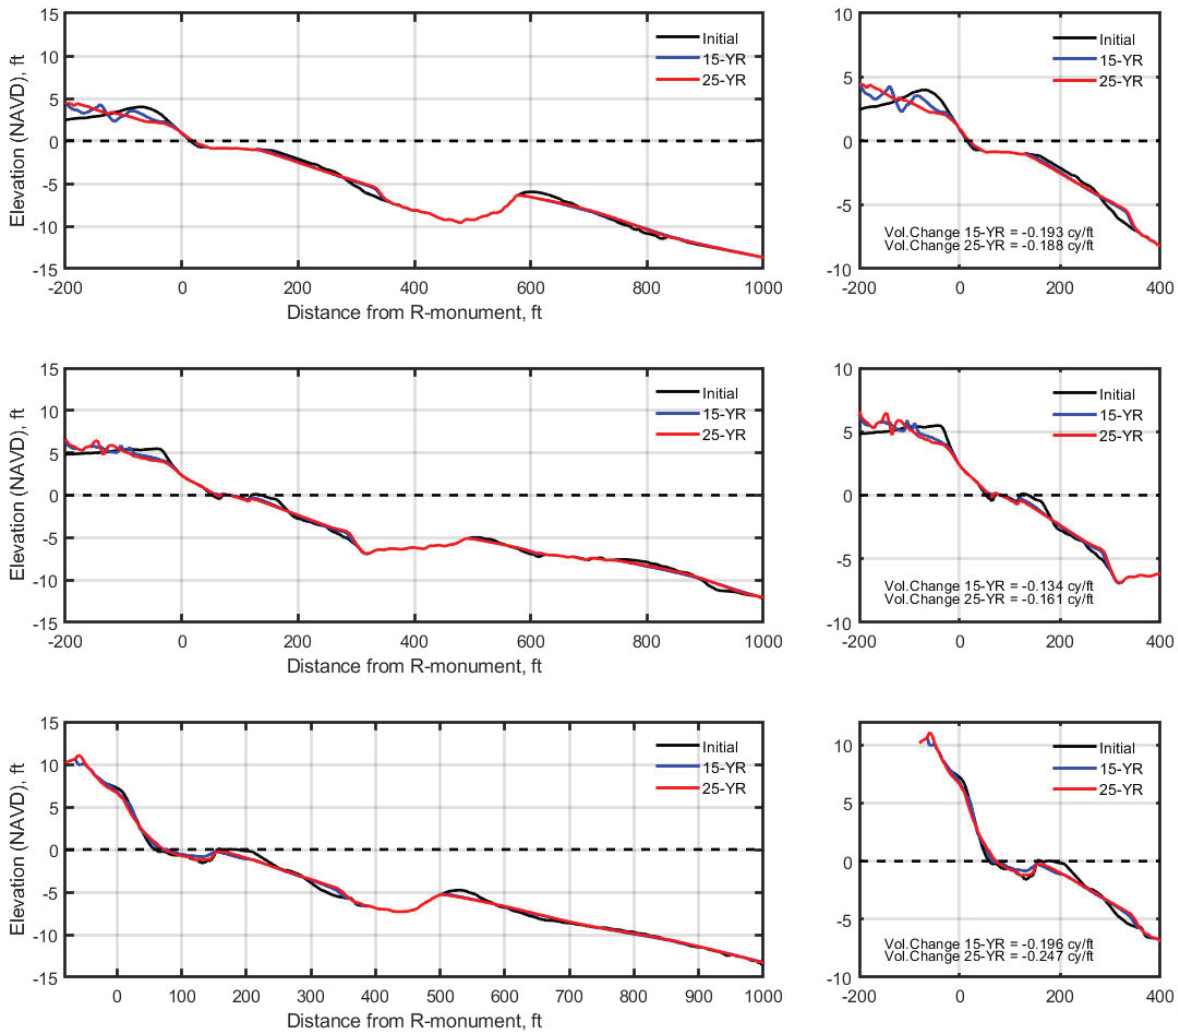 15
10
5
0
-5
-10
-15
Elevation (NAVD), ft
Initial
15-YR
25-YR
-200
0
200
400
600
800
1000
Distance from R-monument, ft
10
5
0
-5
-10
Initial
15-YR
25-YR
Vol.Change 15-YR = -0.193 cy/ft
Vol.Change 25-YR = -0.188 cy/ft
-200
0
200
400
15
10
5
0
-5
-10
-15
Elevation (NAVD), ft
Initial
15-YR
25-YR
-200
0
200
400
600
800
1000
Distance from R-monument, ft
10
5
0
-5
-10
Initial
15-YR
25-YR
Vol.Change 15-YR = -0.134 cy/ft
Vol.Change 25-YR = -0.161 cy/ft
-200
0
200
400
15
10
5
0
-5
-10
-15
Elevation (NAVD), ft
Initial
15-YR
25-YR
0
100
200
300
400
500
600
700
800
900
1000
Distance from R-monument, ft
10
5
0
-5
-10
Initial
15-YR
25-YR
Vol.Change 15-YR = -0.196 cy/ft
Vol.Change 25-YR = -0.247 cy/ft
-200
0
200
400